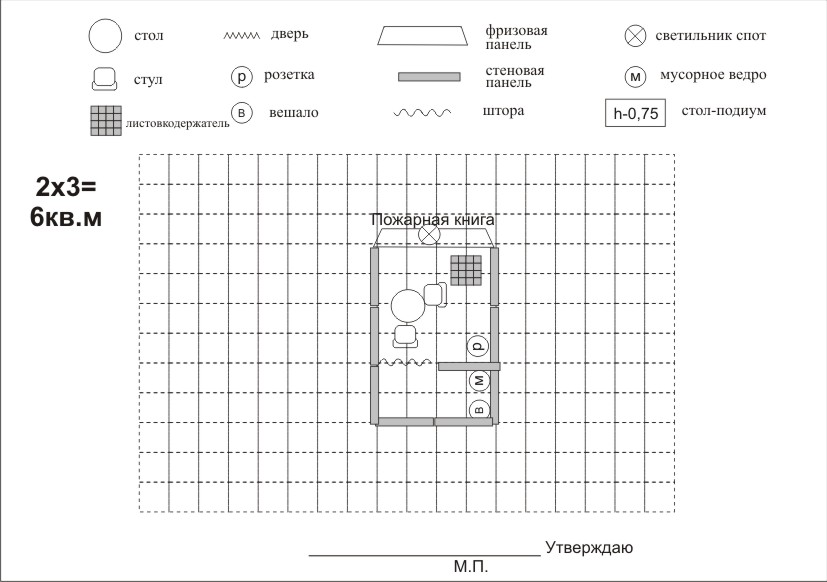 стол
дверь
фризовая
панель
светильник спот
стул
р
розетка
стеновая
панель
м
мусорное ведро
листовкодержатель
в
вешало
штора
h-0,75
стол-подиум
2х3=
6кв.м
Пожарная книга
р
м
в
Утверждаю
М.П.